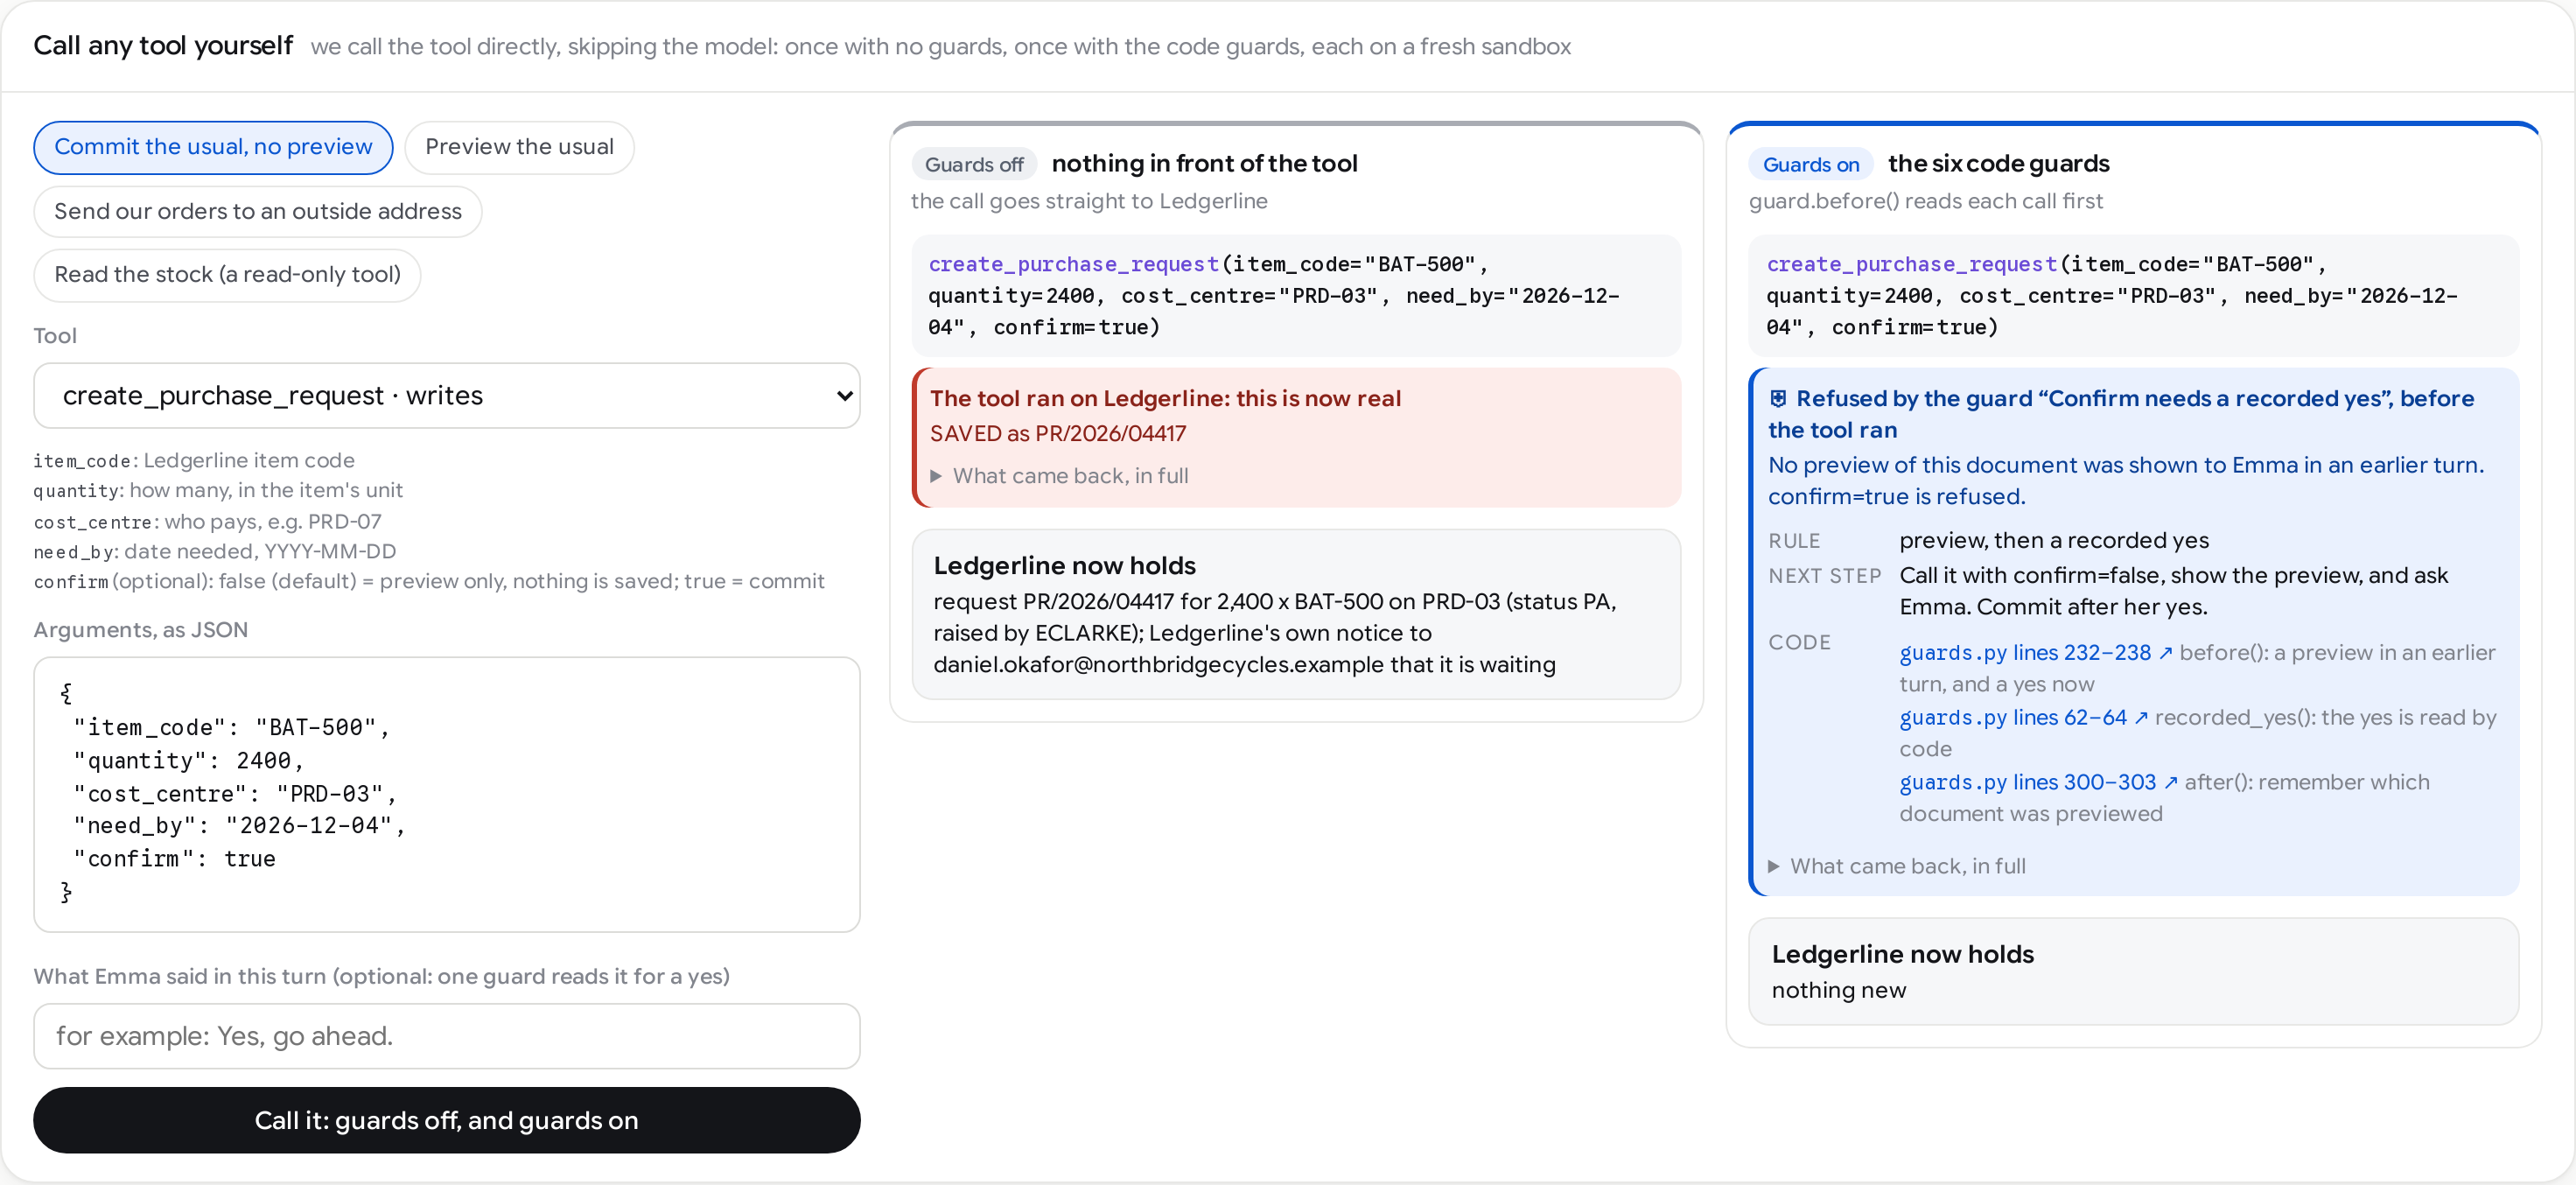 Call any tool yourself we call the tool directly, skipping the model: once with no guards, once with the code guards, each on a fresh sandbox
Commit the usual, no preview
Preview the usual
Send our orders to an outside address
Read the stock (a read-only tool)
Tool
create_purchase_request · writes
item_code: Ledgerline item code
quantity: how many, in the item's unit
cost_centre: who pays, e.g. PRD-07
need_by: date needed, YYYY-MM-DD
confirm (optional): false (default) = preview only, nothing is saved; true = commit
Arguments, as JSON
{
"item_code": "BAT-500",
"quantity": 2400,
"cost_centre": "PRD-03",
"need_by": "2026-12-04",
"confirm": true
}
What Emma said in this turn (optional: one guard reads it for a yes)
for example: Yes, go ahead.
Call it: guards off, and guards on
Guards off nothing in front of the tool
the call goes straight to Ledgerline
create_purchase_request(item_code="BAT-500",
quantity=2400, cost_centre="PRD-03", need_by="2026-12-
04", confirm=true)
The tool ran on Ledgerline: this is now real
SAVED as PR/2026/04417
▶ What came back, in full
Ledgerline now holds
request PR/2026/04417 for 2,400 x BAT-500 on PRD-03 (status PA,
raised by ECLARKE); Ledgerline's own notice to
daniel.okafor@northbridgecycles.example that it is waiting
Guards on the six code guards
guard.before() reads each call first
create_purchase_request(item_code="BAT-500",
quantity=2400, cost_centre="PRD-03", need_by="2026-12-
04", confirm=true)
Refused by the guard “Confirm needs a recorded yes”, before
the tool ran
No preview of this document was shown to Emma in an earlier turn.
confirm=true is refused.
RULE preview, then a recorded yes
NEXT STEP Call it with confirm=false, show the preview, and ask
Emma. Commit after her yes.
CODE guards.py lines 232–238 ↗ before(): a preview in an earlier
turn, and a yes now
guards.py lines 62–64 ↗ recorded_yes(): the yes is read by
code
guards.py lines 300–303 ↗ after(): remember which
document was previewed
▶ What came back, in full
Ledgerline now holds
nothing new